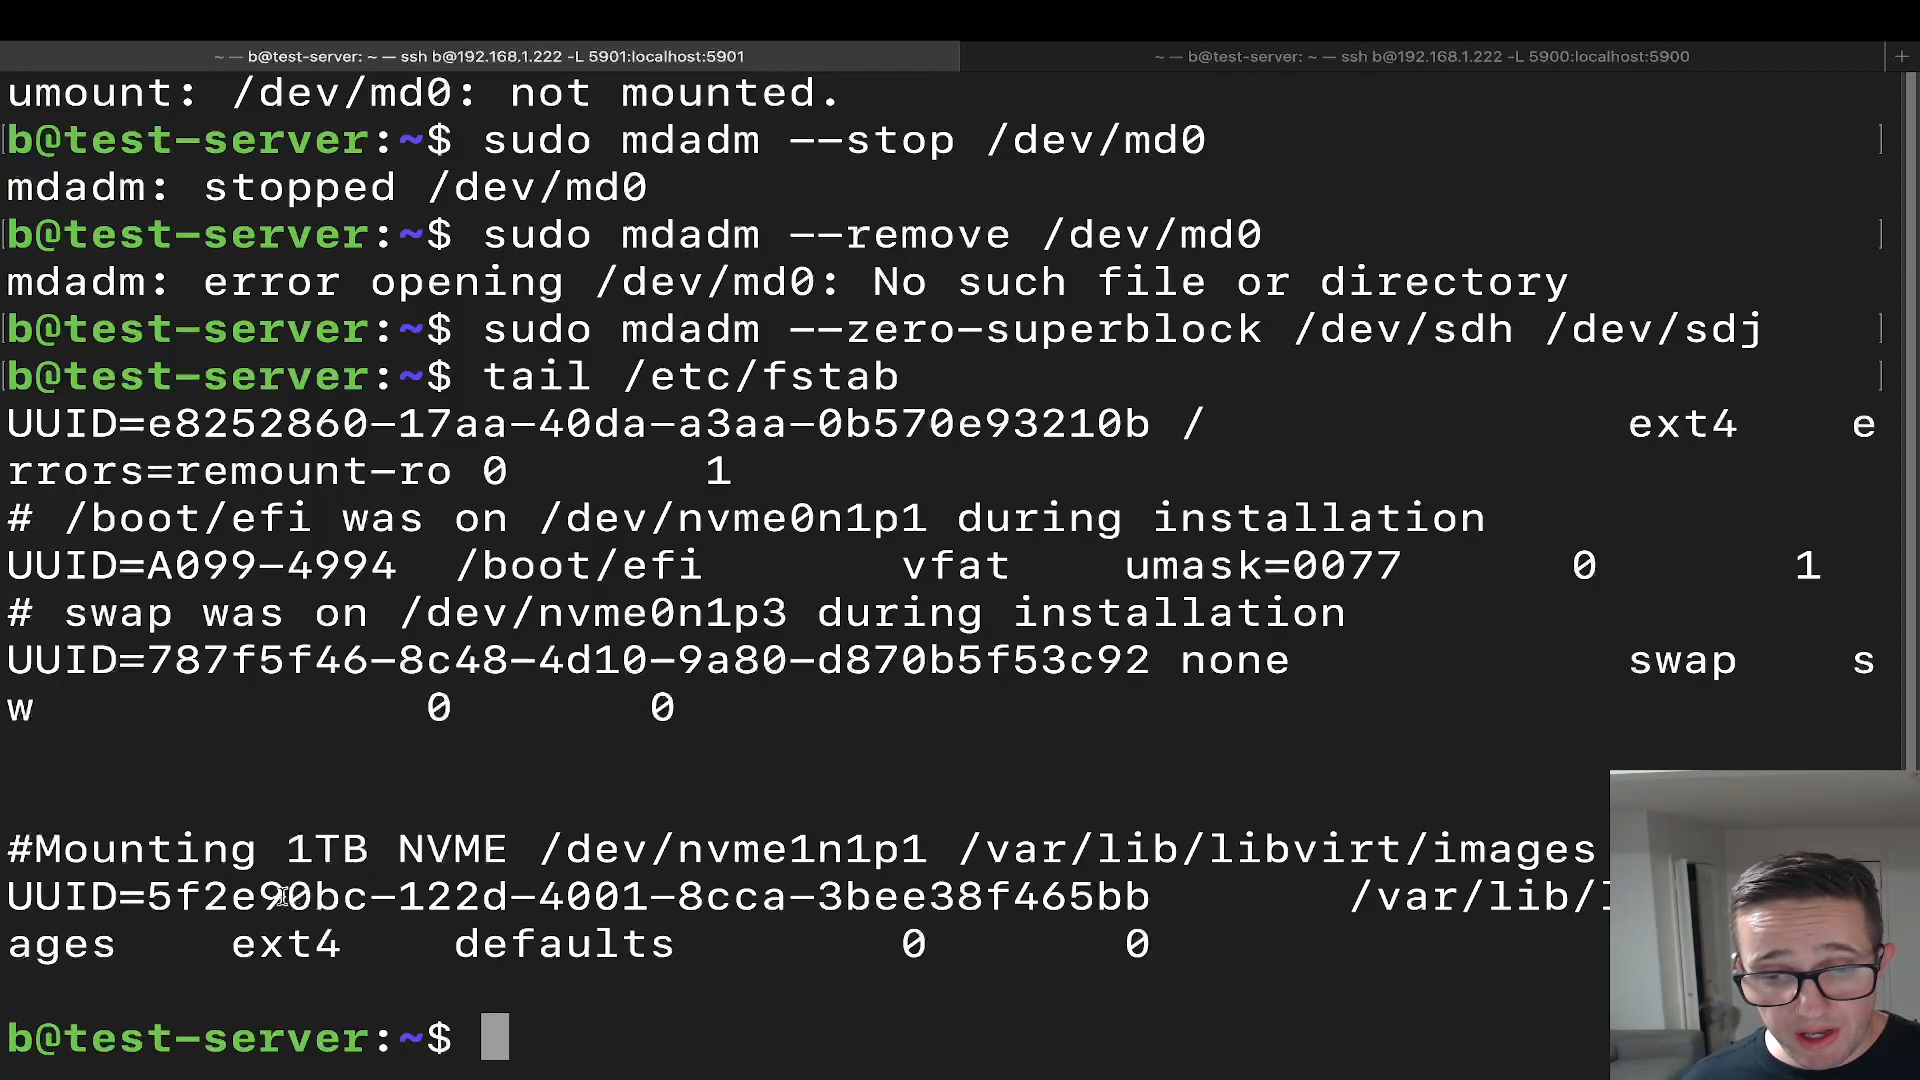 ~ — b@test-server: ~ — ssh b@192.168.1.222 -L 5901:localhost:5901 ~ — b@test-server: ~ — ssh b@192.168.1.222 -L 5900:localhost:5900 +
umount: /dev/md0: not mounted.
[b@test-server:~$ sudo mdadm --stop /dev/md0 ]
mdadm: stopped /dev/md0
[b@test-server:~$ sudo mdadm --remove /dev/md0 ]
mdadm: error opening /dev/md0: No such file or directory
[b@test-server:~$ sudo mdadm --zero-superblock /dev/sdh /dev/sdj ]
[b@test-server:~$ tail /etc/fstab ]
UUID=e8252860-17aa-40da-a3aa-0b570e93210b / ext4 e
rrors=remount-ro 0 1
# /boot/efi was on /dev/nvme0n1p1 during installation
UUID=A099-4994 /boot/efi vfat umask=0077 0 1
# swap was on /dev/nvme0n1p3 during installation
UUID=787f5f46-8c48-4d10-9a80-d870b5f53c92 none swap s
w 0 0
#Mounting 1TB NVME /dev/nvme1n1p1 /var/lib/libvirt/images
UUID=5f2e90bc-122d-4001-8cca-3bee38f465bb /var/lib/
ages ext4 defaults 0 0
b@test-server:~$